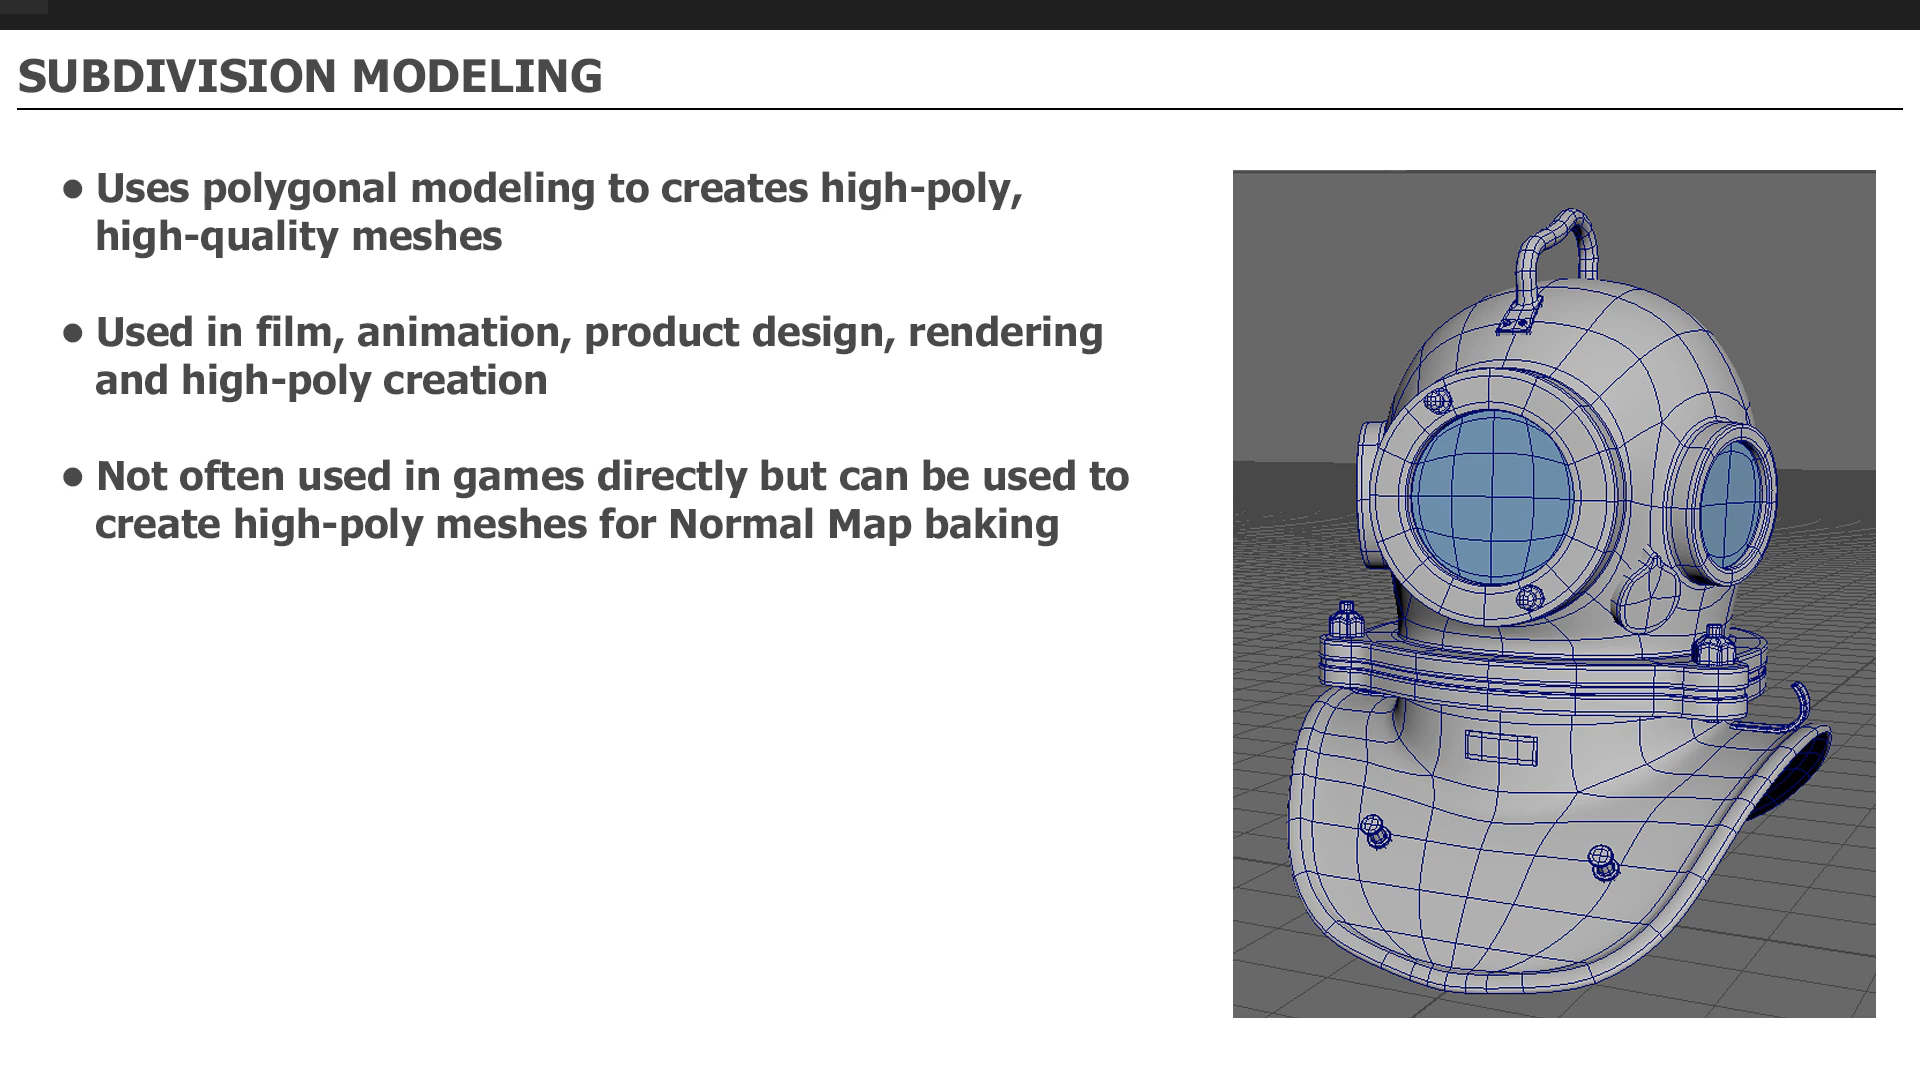 SUBDIVISION MODELING
• Uses polygonal modeling to creates high-poly,
high-quality meshes
• Used in film, animation, product design, rendering
and high-poly creation
• Not often used in games directly but can be used to
create high-poly meshes for Normal Map baking